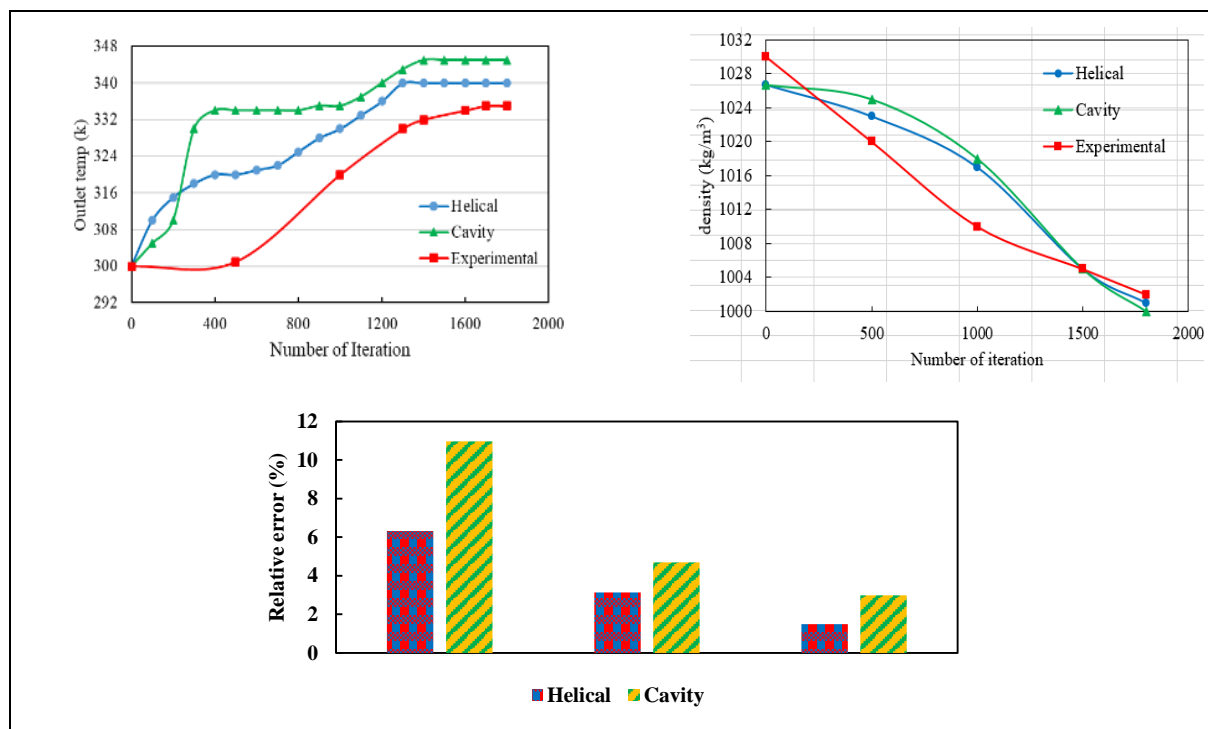 348
340
332
324
316
308
300
292
Outlet temp (k)
Helical
Cavity
Experimental
0 400 800 1200 1600 2000
Number of Iteration
1032
1028
1024
1020
1016
1012
1008
1004
1000
density (kg/m³)
Helical
Cavity
Experimental
0 500 1000 1500 2000
Number of iteration
12
10
8
6
4
2
0
Relative error (%)
Helical Cavity